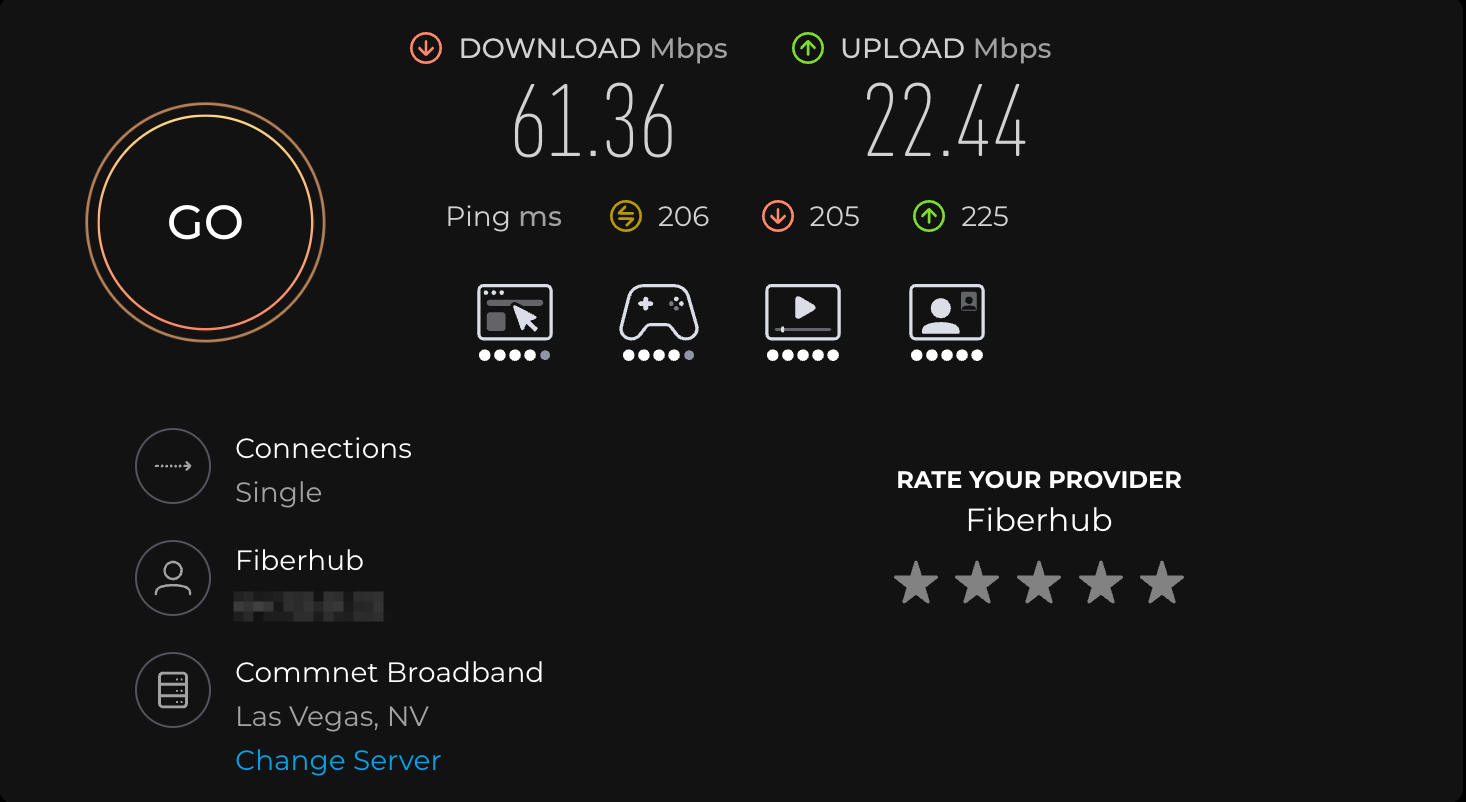 DOWNLOAD Mbps
UPLOAD Mbps
61.36
22.44
GO
Ping ms 206 205 225
Connections
Single
RATE YOUR PROVIDER
Fiberhub
Fiberhub
Commnet Broadband
Las Vegas, NV
Change Server